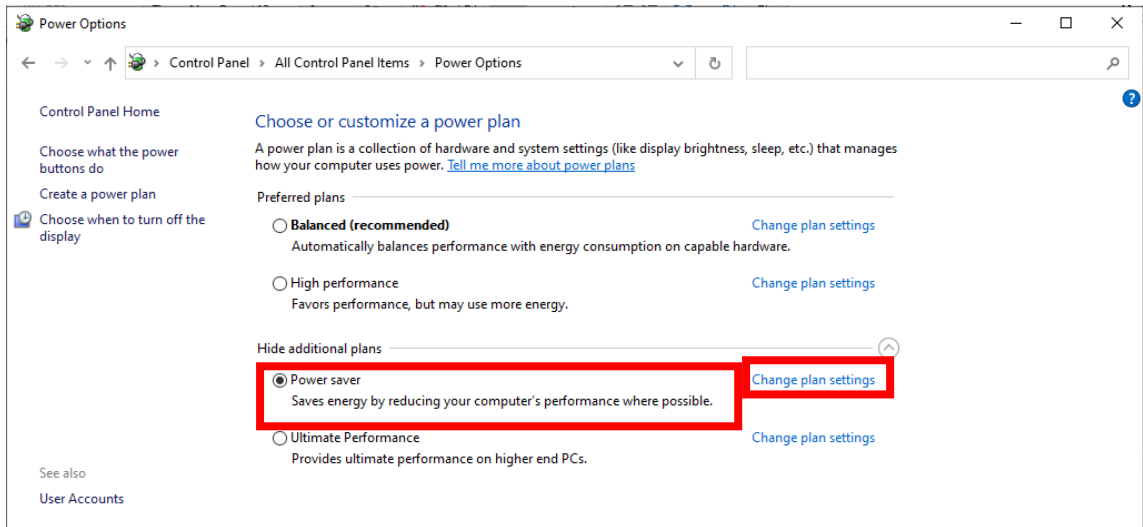 Power Options
Control Panel > All Control Panel Items > Power Options
Control Panel Home
Choose what the power
buttons do
Create a power plan
Choose when to turn off the
display
Choose or customize a power plan
A power plan is a collection of hardware and system settings (like display brightness, sleep, etc.) that manages
how your computer uses power. Tell me more about power plans
Preferred plans
Balanced (recommended) Change plan settings
Automatically balances performance with energy consumption on capable hardware.
High performance Change plan settings
Favors performance, but may use more energy.
Hide additional plans
Power saver Change plan settings
Saves energy by reducing your computer's performance where possible.
Ultimate Performance Change plan settings
Provides ultimate performance on higher end PCs.
See also
User Accounts